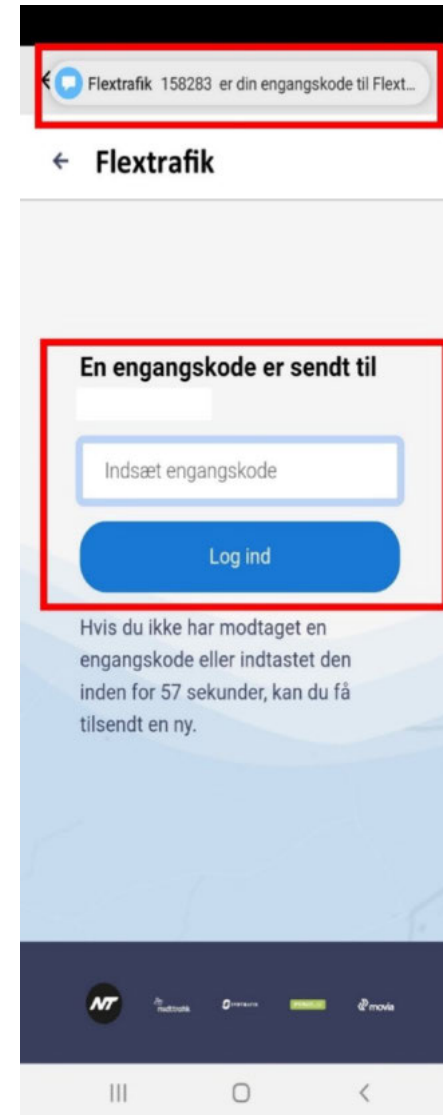 Flextrafik 158283 er din engangskode til Flext...
Flextrafik
En engangskode er sendt til
Indsæt engangskode
Log ind
Hvis du ikke har modtaget en
engangskode eller indtastet den
inden for 57 sekunder, kan du få
tilsendt en ny.
NT midttrafik movia